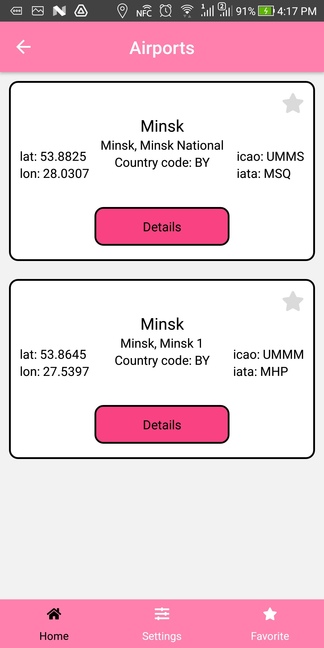 NFC 1 2 91% 4:17 PM
Airports
Minsk
Minsk, Minsk National
Country code: BY
lat: 53.8825
lon: 28.0307
icao: UMMS
iata: MSQ
Details
Minsk
Minsk, Minsk 1
Country code: BY
lat: 53.8645
lon: 27.5397
icao: UMMM
iata: MHP
Details
Home Settings Favorite